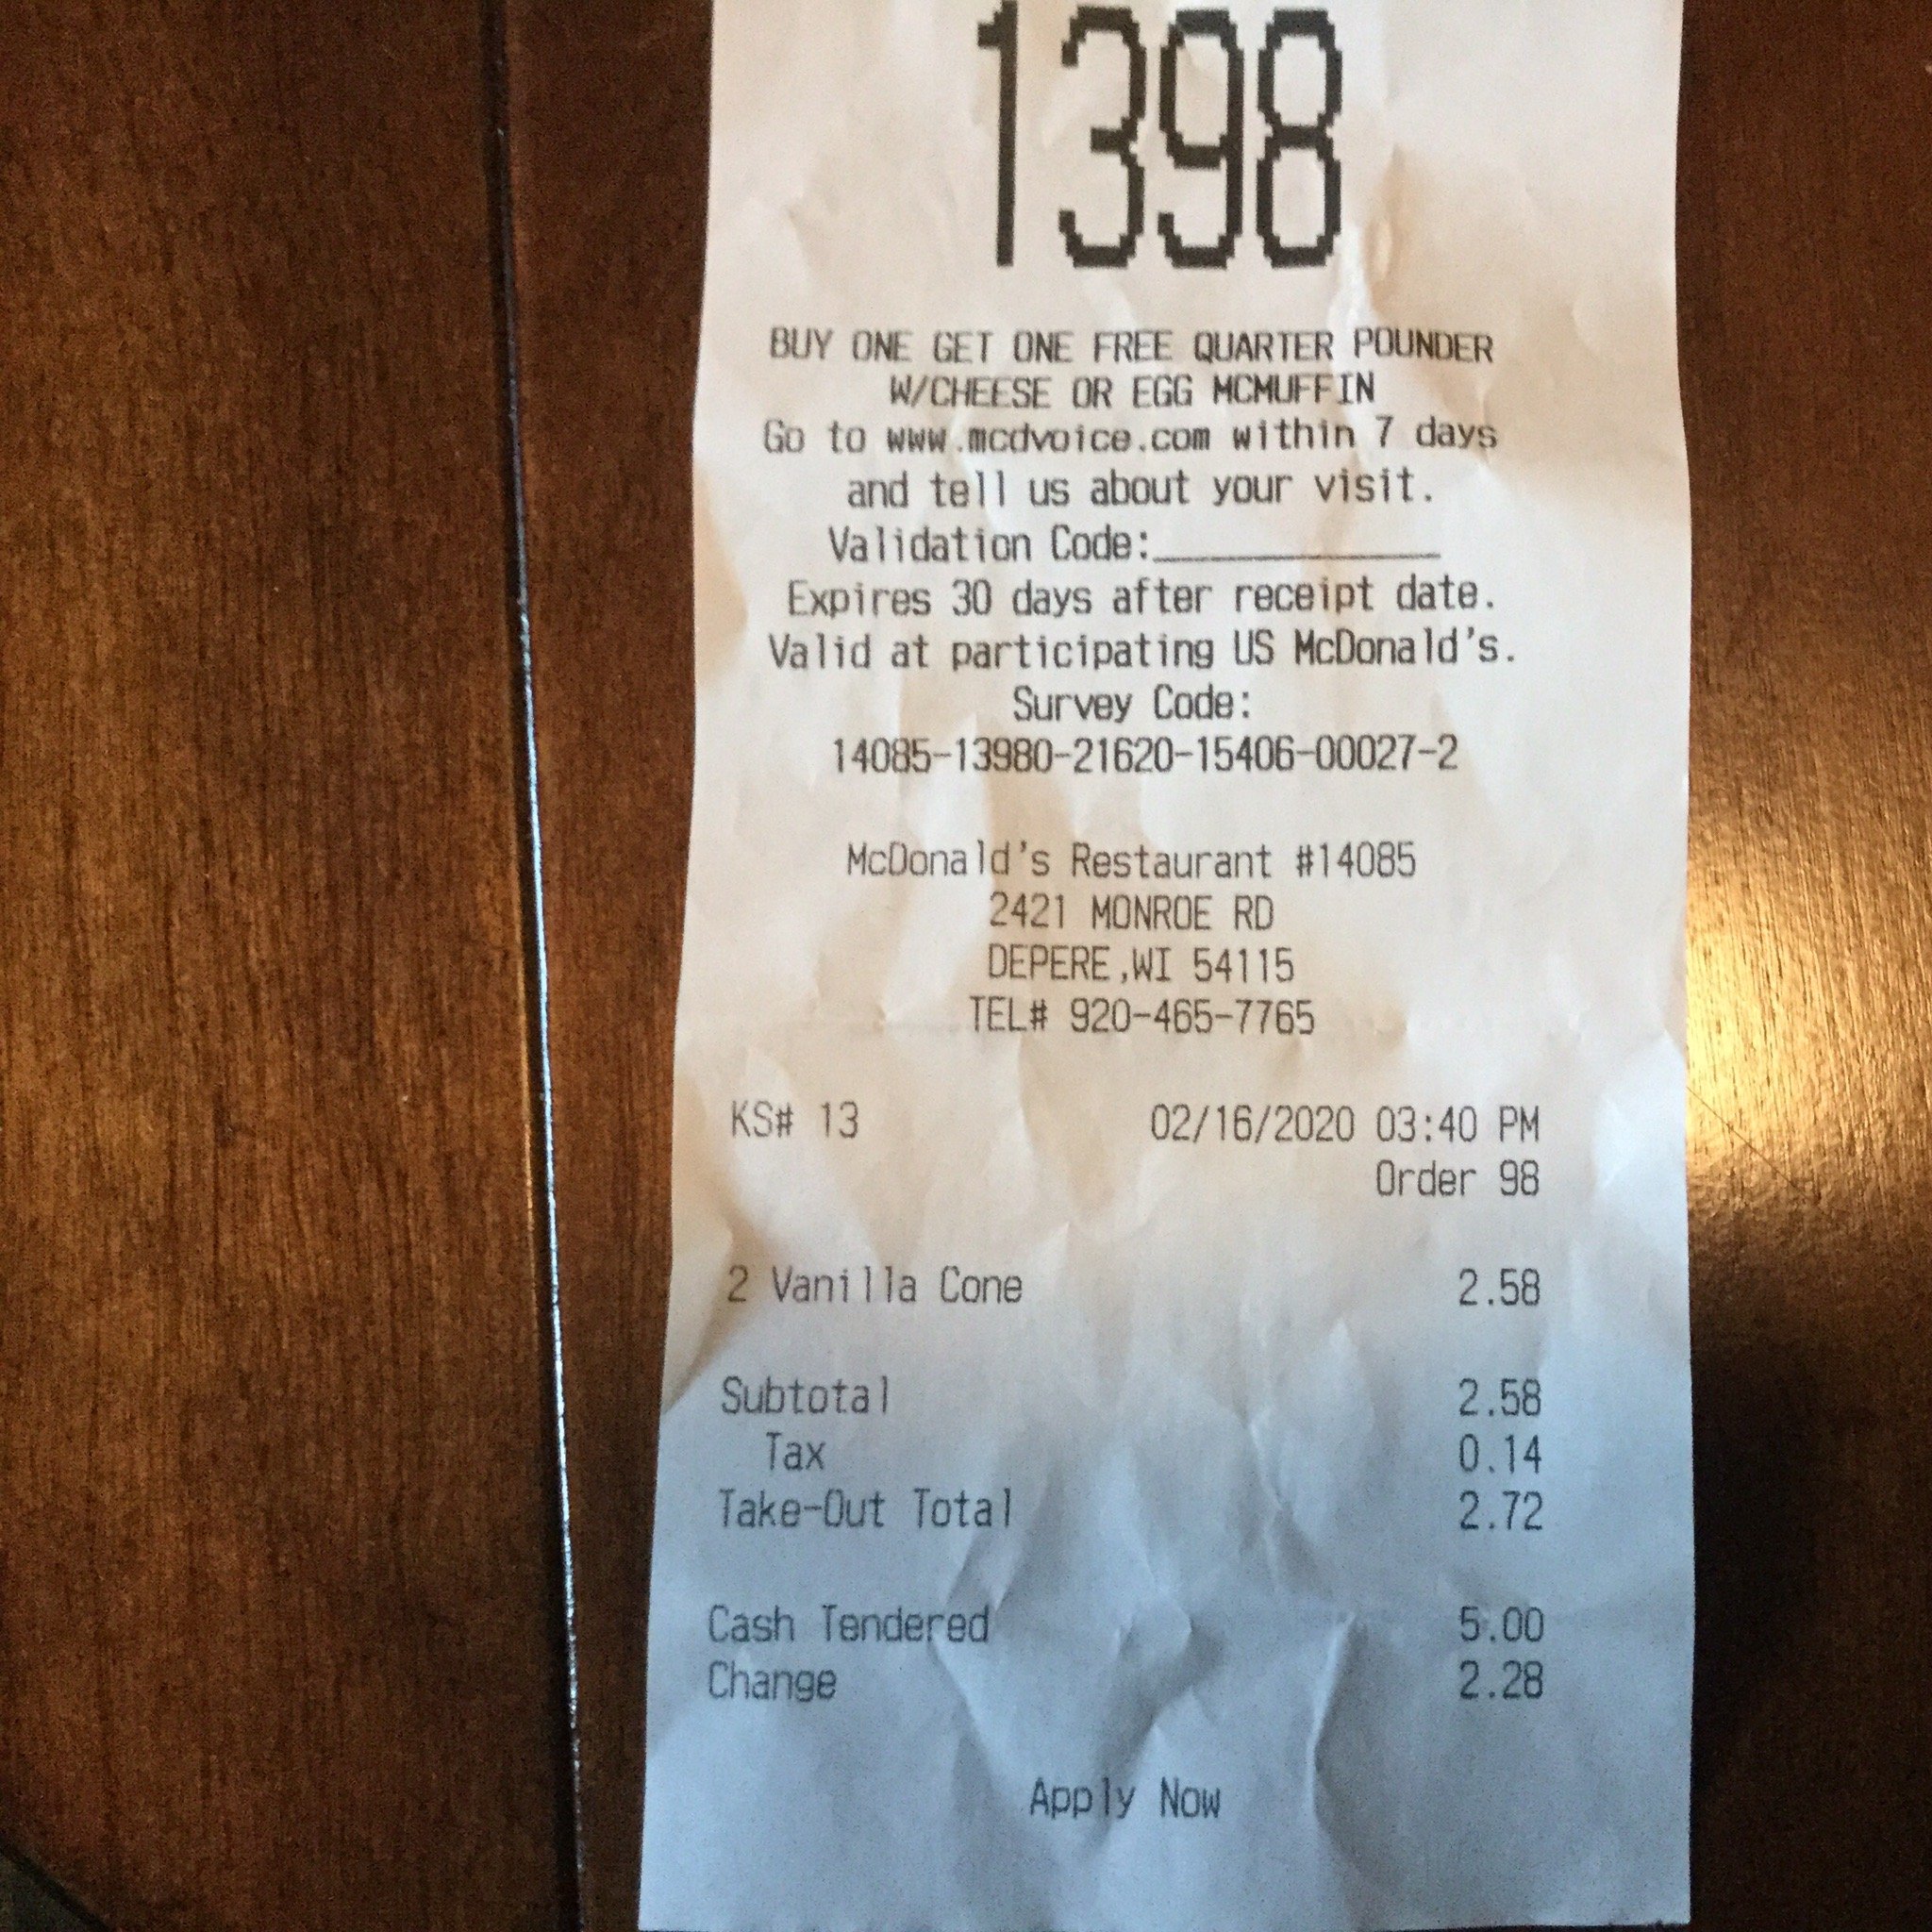 1398
BUY ONE GET ONE FREE QUARTER POUNDER
W/CHEESE OR EGG MCMUFFIN
Go to www.mcdvoice.com within 7 days
and tell us about your visit.
Validation Code:______________
Expires 30 days after receipt date.
Valid at participating US McDonald's.
Survey Code:
14085-13980-21620-15406-00027-2
McDonald's Restaurant #14085
2421 MONROE RD
DEPERE,WI 54115
TEL# 920-465-7765
KS# 13 02/16/2020 03:40 PM
Order 98
2 Vanilla Cone 2.58
Subtotal 2.58
Tax 0.14
Take-Out Total 2.72
Cash Tendered 5.00
Change 2.28
Apply Now